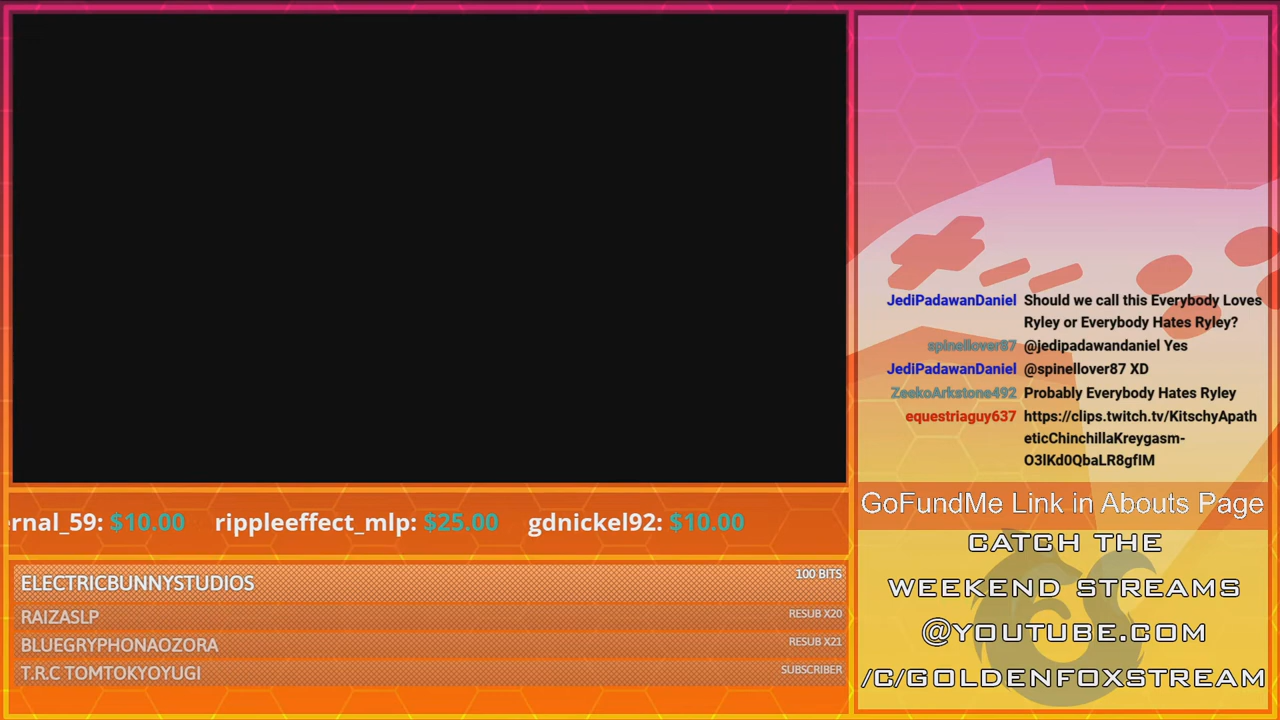 JediPadawanDaniel Should we call this Everybody Loves
Ryley or Everybody Hates Ryley?
spinellover87 @jedipadawandaniel Yes
JediPadawanDaniel @spinellover87 XD
ZeekoArkstone492 Probably Everybody Hates Ryley
equestriaguy637 https://clips.twitch.tv/KitschyApath
eticChinchillaKreygasm-
O3lKd0QbaLR8gfIM
GoFundMe Link in Abouts Page
CATCH THE
WEEKEND STREAMS
@YOUTUBE.COM
/C/GOLDENFOXSTREAM
ernal_59: $10.00 rippleeffect_mlp: $25.00 gdnickel92: $10.00
ELECTRICBUNNYSTUDIOS 100 BITS
RAIZASLP RESUB X20
BLUEGRYPHONAOZORA RESUB X21
T.R.C TOMTOKYOYUGI SUBSCRIBER